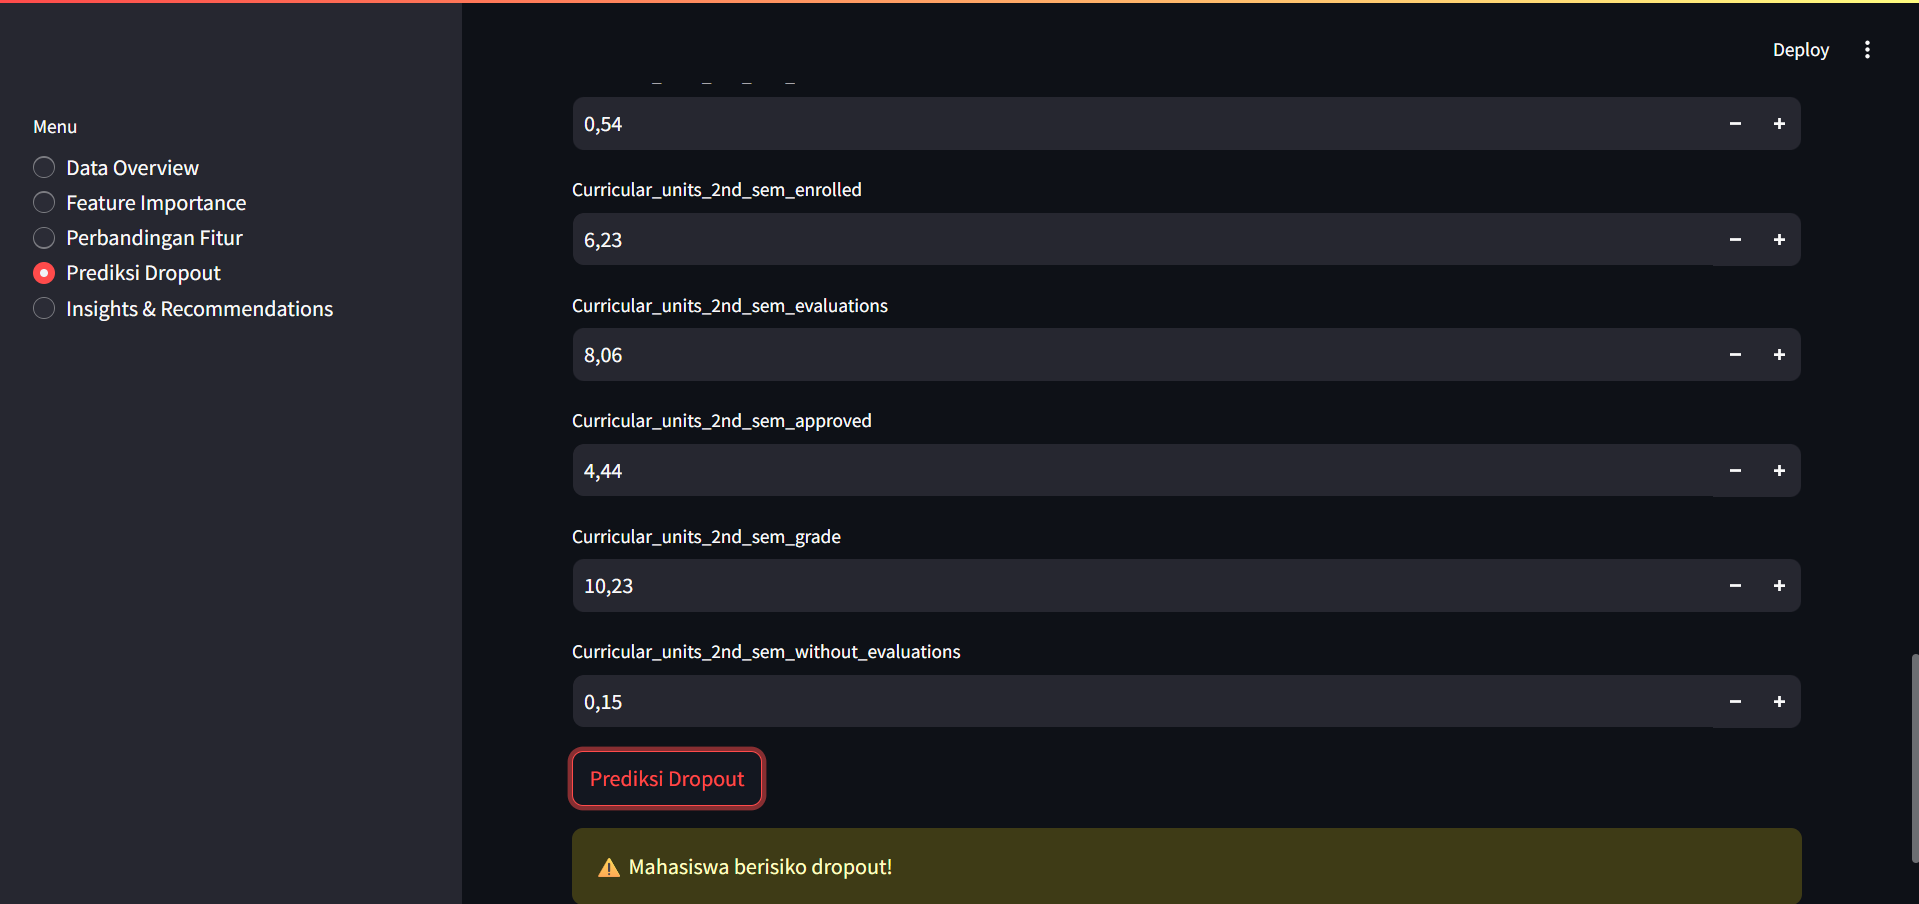 Deploy
Menu
Data Overview
Feature Importance
Perbandingan Fitur
Prediksi Dropout
Insights & Recommendations
0,54
Curricular_units_2nd_sem_enrolled
6,23
Curricular_units_2nd_sem_evaluations
8,06
Curricular_units_2nd_sem_approved
4,44
Curricular_units_2nd_sem_grade
10,23
Curricular_units_2nd_sem_without_evaluations
0,15
Prediksi Dropout
Mahasiswa berisiko dropout!